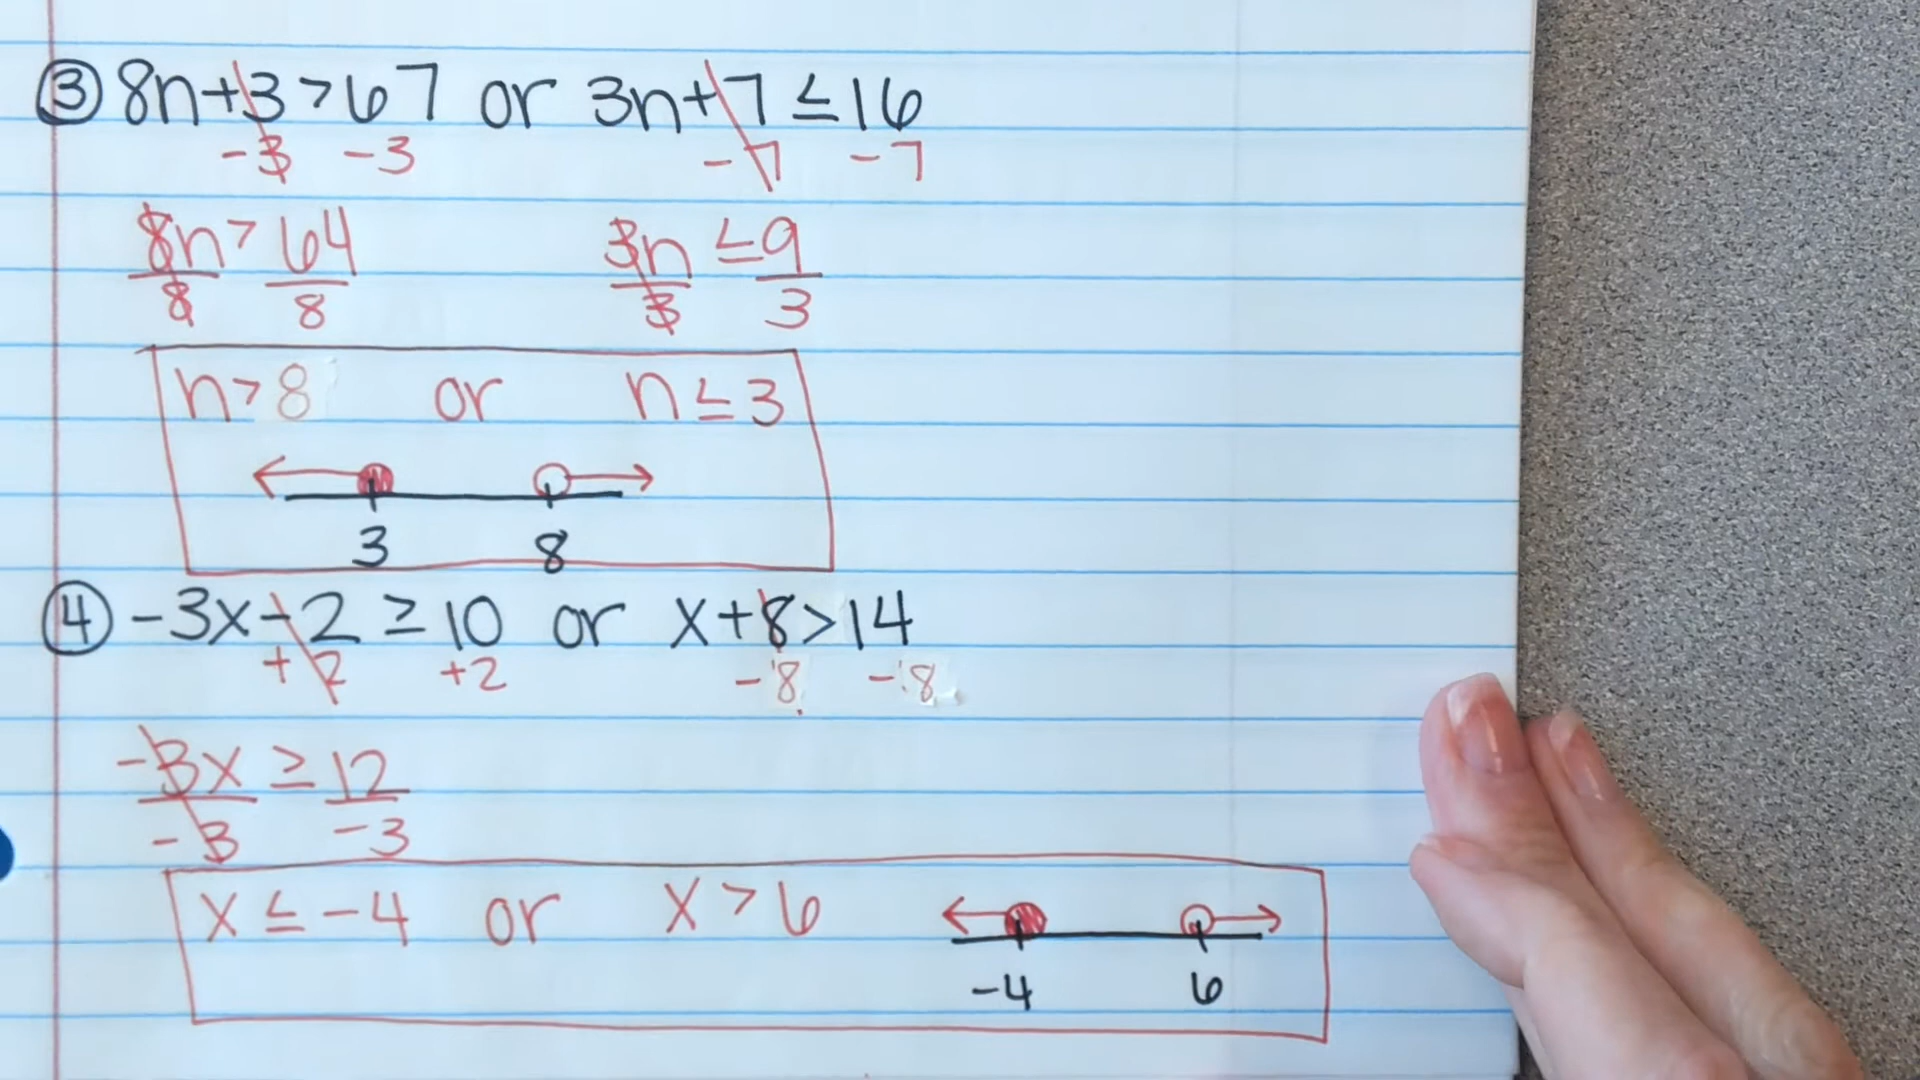 ③ 8n+3>67 or 3n+7≤16
-3 -3 -7 -7
8n > 64 3n ≤ 9
8 8 3 3
n>8 or n≤3
3 8
④ -3x-2 ≥ 10 or x+8>14
+2 +2 -8 -8
-3x ≥ 12
-3 -3
x ≤ -4 or x > 6
-4 6